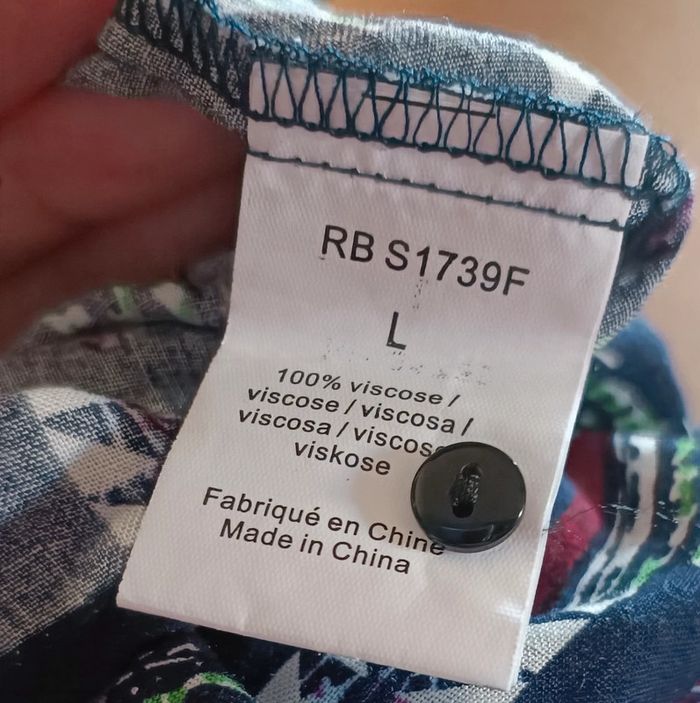 RB S1739F
L
100% viscose /
viscose / viscosa /
viscosa / viscos
viskose
Fabriqué en Chine
Made in China